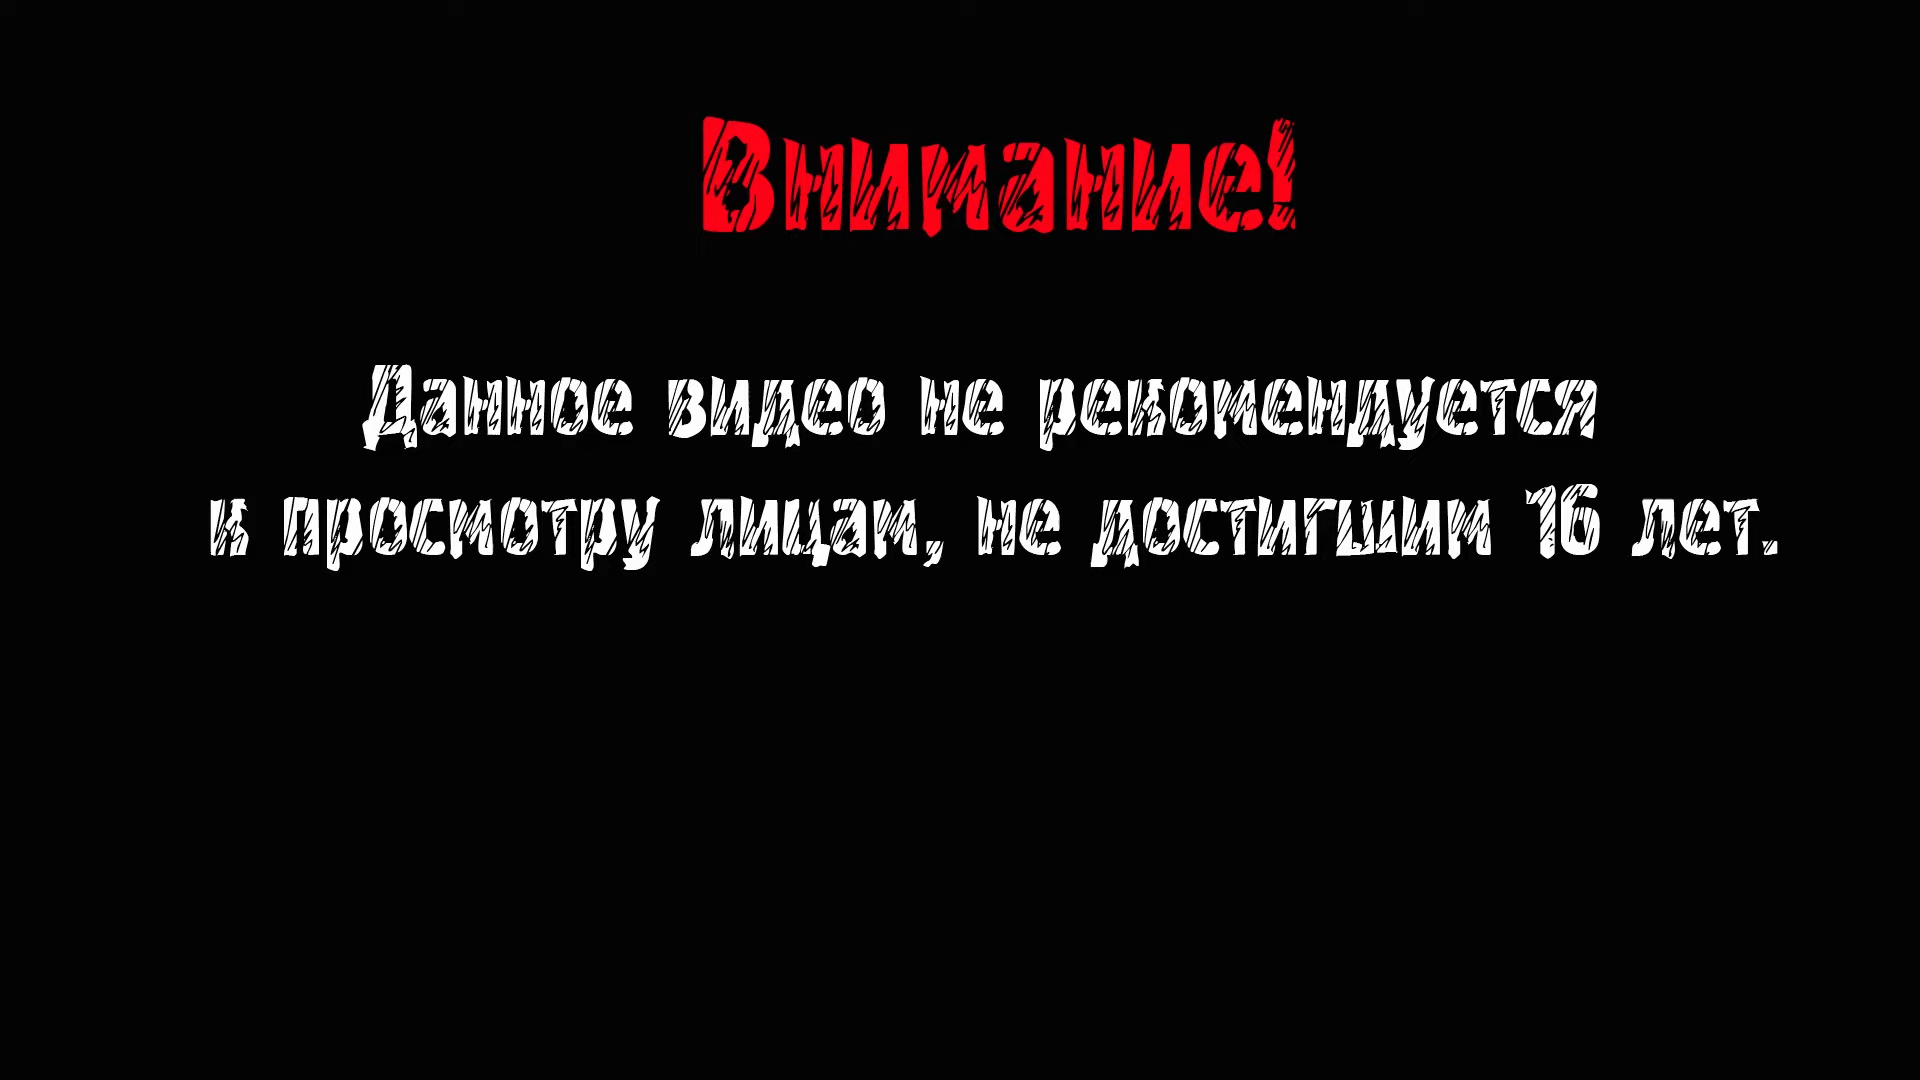 Внимание!
Данное видео не рекомендуется
к просмотру лицам, не достигшим 16 лет.